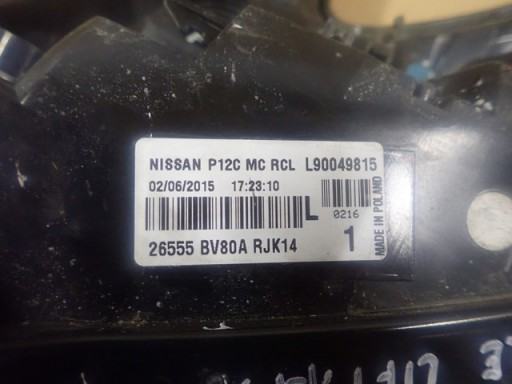 NISSAN P12C MC RCL L90049815
02/06/2015 17:23:10
L
0216
1
26555 BV80A RJK14
MADE IN POLAND